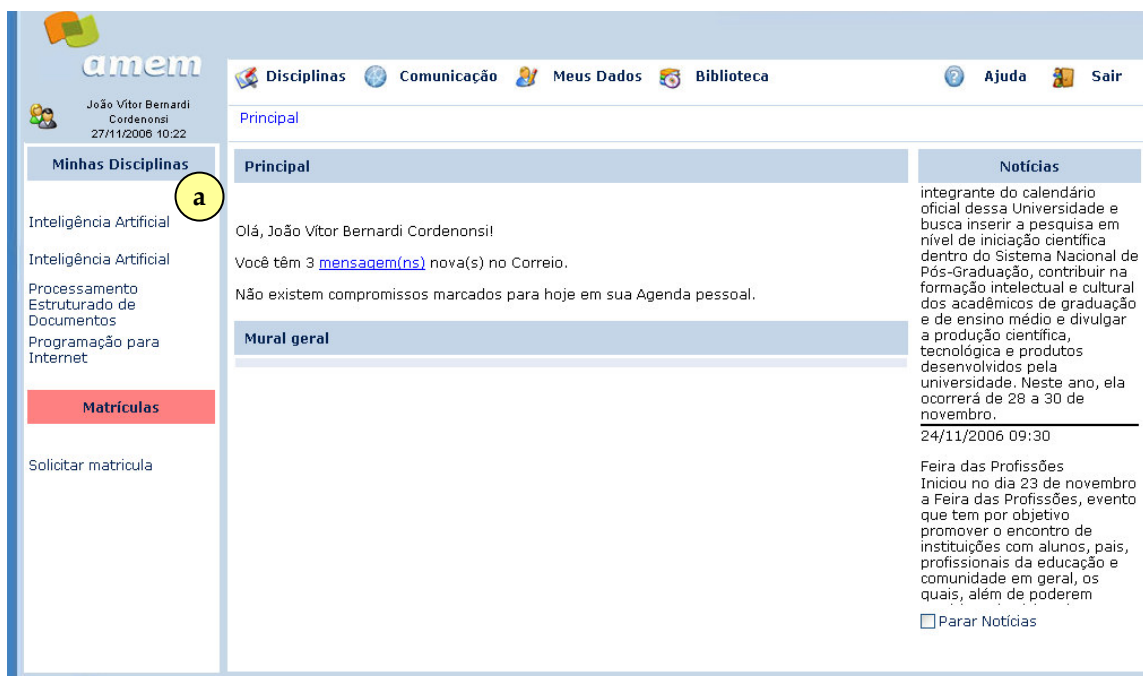 amem
Disciplinas Comunicação Meus Dados Biblioteca Ajuda Sair
João Vítor Bernardi
Cordenonsi
27/11/2006 10:22
Principal
Minhas Disciplinas
a
Inteligência Artificial
Inteligência Artificial
Processamento
Estruturado de
Documentos
Programação para
Internet
Matrículas
Solicitar matricula
Principal
Olá, João Vítor Bernardi Cordenonsi!
Você têm 3 mensagem(ns) nova(s) no Correio.
Não existem compromissos marcados para hoje em sua Agenda pessoal.
Mural geral
Notícias
integrante do calendário
oficial dessa Universidade e
busca inserir a pesquisa em
nível de iniciação científica
dentro do Sistema Nacional de
Pós-Graduação, contribuir na
formação intelectual e cultural
dos acadêmicos de graduação
e de ensino médio e divulgar
a produção científica,
tecnológica e produtos
desenvolvidos pela
universidade. Neste ano, ela
ocorrerá de 28 a 30 de
novembro.
24/11/2006 09:30
Feira das Profissões
Iniciou no dia 23 de novembro
a Feira das Profissões, evento
que tem por objetivo
promover o encontro de
instituições com alunos, pais,
profissionais da educação e
comunidade em geral, os
quais, além de poderem
Parar Notícias